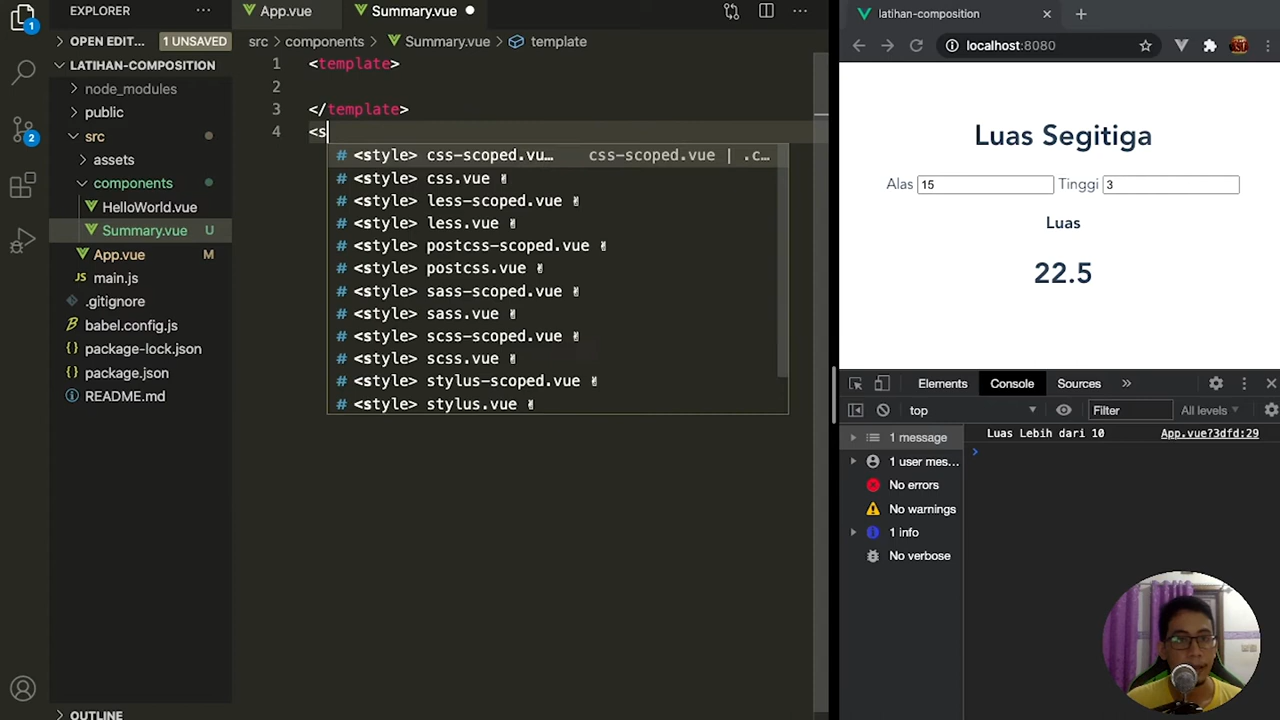 EXPLORER
App.vue
Summary.vue
latihan-composition
1
OPEN EDIT...
1 UNSAVED
src
components
Summary.vue
template
localhost:8080
LATIHAN-COMPOSITION
node_modules
public
src
assets
components
HelloWorld.vue
Summary.vue U
App.vue M
main.js
.gitignore
babel.config.js
package-lock.json
package.json
README.md
OUTLINE
2
1 <template>
2
3 </template>
4 <s
# <style> css-scoped.vu... css-scoped.vue | .c...
# <style> css.vue
# <style> less-scoped.vue
# <style> less.vue
# <style> postcss-scoped.vue
# <style> postcss.vue
# <style> sass-scoped.vue
# <style> sass.vue
# <style> scss-scoped.vue
# <style> scss.vue
# <style> stylus-scoped.vue
# <style> stylus.vue
Luas Segitiga
Alas 15 Tinggi 3
Luas
22.5
Elements Console Sources »
top Filter All levels
1 message
1 user mes...
No errors
No warnings
1 info
No verbose
Luas Lebih dari 10 App.vue?3dfd:29